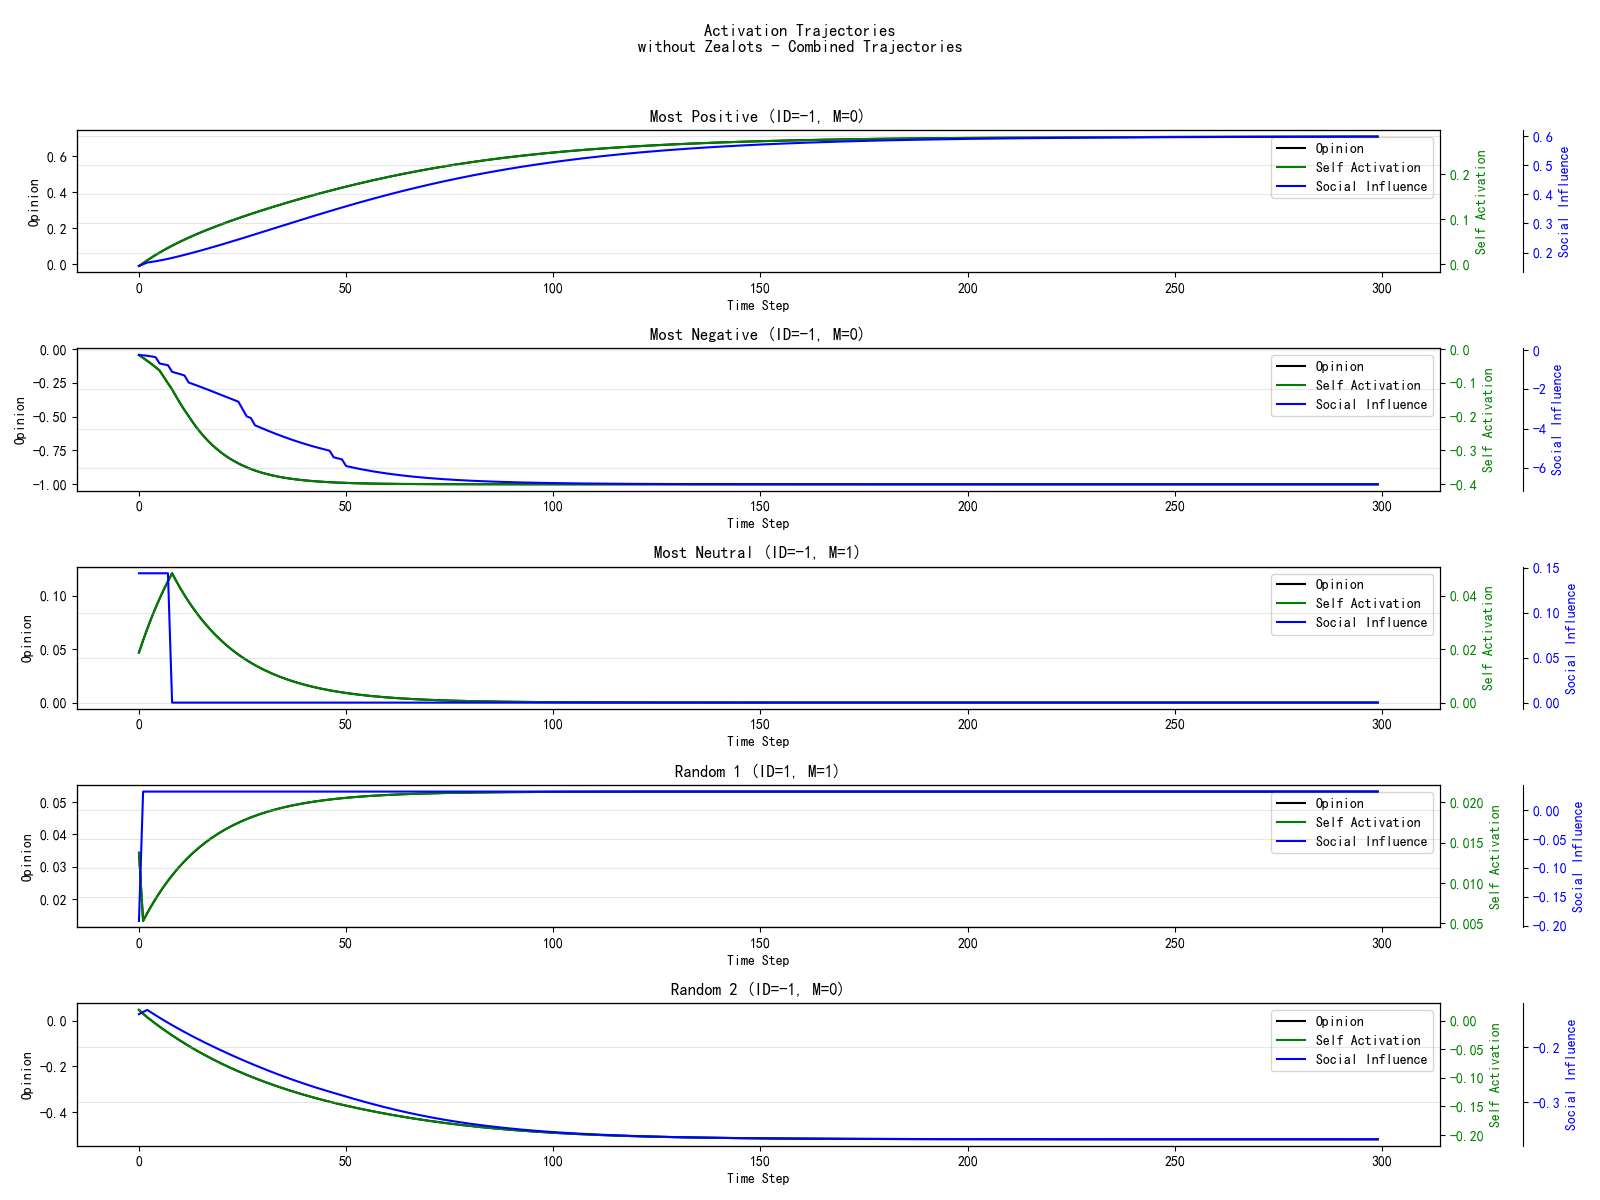 Activation Trajectories
without Zealots - Combined Trajectories
Most Positive (ID=-1, M=0)
Opinion
0.6
0.4
0.2
0.0
Opinion
Self Activation
Social Influence
0.2
0.1
0.0
Self Activation
0.6
0.5
0.4
0.3
0.2
Social Influence
0
50
100
150
200
250
300
Time Step
Most Negative (ID=-1, M=0)
Opinion
0.00
-0.25
-0.50
-0.75
-1.00
Opinion
Self Activation
Social Influence
0.0
-0.1
-0.2
-0.3
-0.4
Self Activation
0
-2
-4
-6
Social Influence
0
50
100
150
200
250
300
Time Step
Most Neutral (ID=-1, M=1)
Opinion
0.10
0.05
0.00
Opinion
Self Activation
Social Influence
0.04
0.02
0.00
Self Activation
0.15
0.10
0.05
0.00
Social Influence
0
50
100
150
200
250
300
Time Step
Random 1 (ID=1, M=1)
Opinion
0.05
0.04
0.03
0.02
Opinion
Self Activation
Social Influence
0.020
0.015
0.010
0.005
Self Activation
0.00
-0.05
-0.10
-0.15
-0.20
Social Influence
0
50
100
150
200
250
300
Time Step
Random 2 (ID=-1, M=0)
Opinion
0.0
-0.2
-0.4
Opinion
Self Activation
Social Influence
0.00
-0.05
-0.10
-0.15
-0.20
Self Activation
-0.2
-0.3
Social Influence
0
50
100
150
200
250
300
Time Step